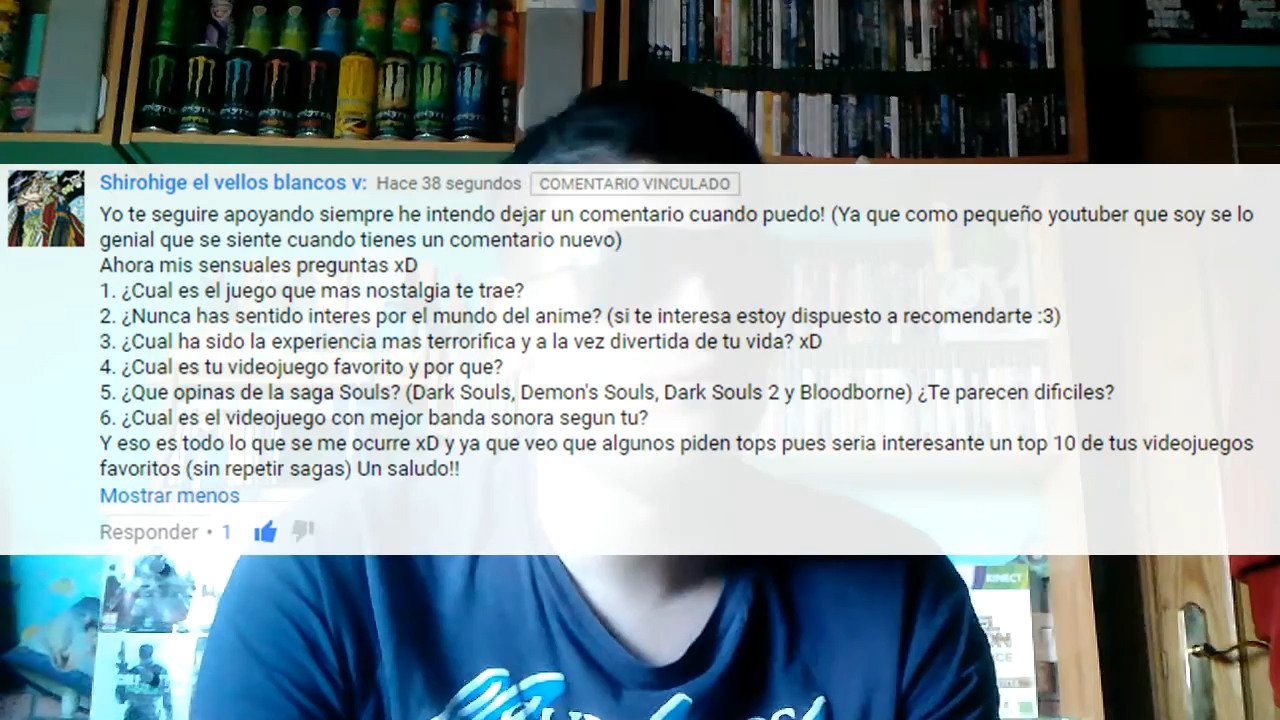 Shirohige el vellos blancos v: Hace 38 segundos COMENTARIO VINCULADO
Yo te seguire apoyando siempre he intendo dejar un comentario cuando puedo! (Ya que como pequeño youtuber que soy se lo
genial que se siente cuando tienes un comentario nuevo)
Ahora mis sensuales preguntas xD
1. ¿Cual es el juego que mas nostalgia te trae?
2. ¿Nunca has sentido interes por el mundo del anime? (si te interesa estoy dispuesto a recomendarte :3)
3. ¿Cual ha sido la experiencia mas terrorifica y a la vez divertida de tu vida? xD
4. ¿Cual es tu videojuego favorito y por que?
5. ¿Que opinas de la saga Souls? (Dark Souls, Demon's Souls, Dark Souls 2 y Bloodborne) ¿Te parecen dificiles?
6. ¿Cual es el videojuego con mejor banda sonora segun tu?
Y eso es todo lo que se me ocurre xD y ya que veo que algunos piden tops pues seria interesante un top 10 de tus videojuegos
favoritos (sin repetir sagas) Un saludo!!
Mostrar menos
Responder • 1
KINECT